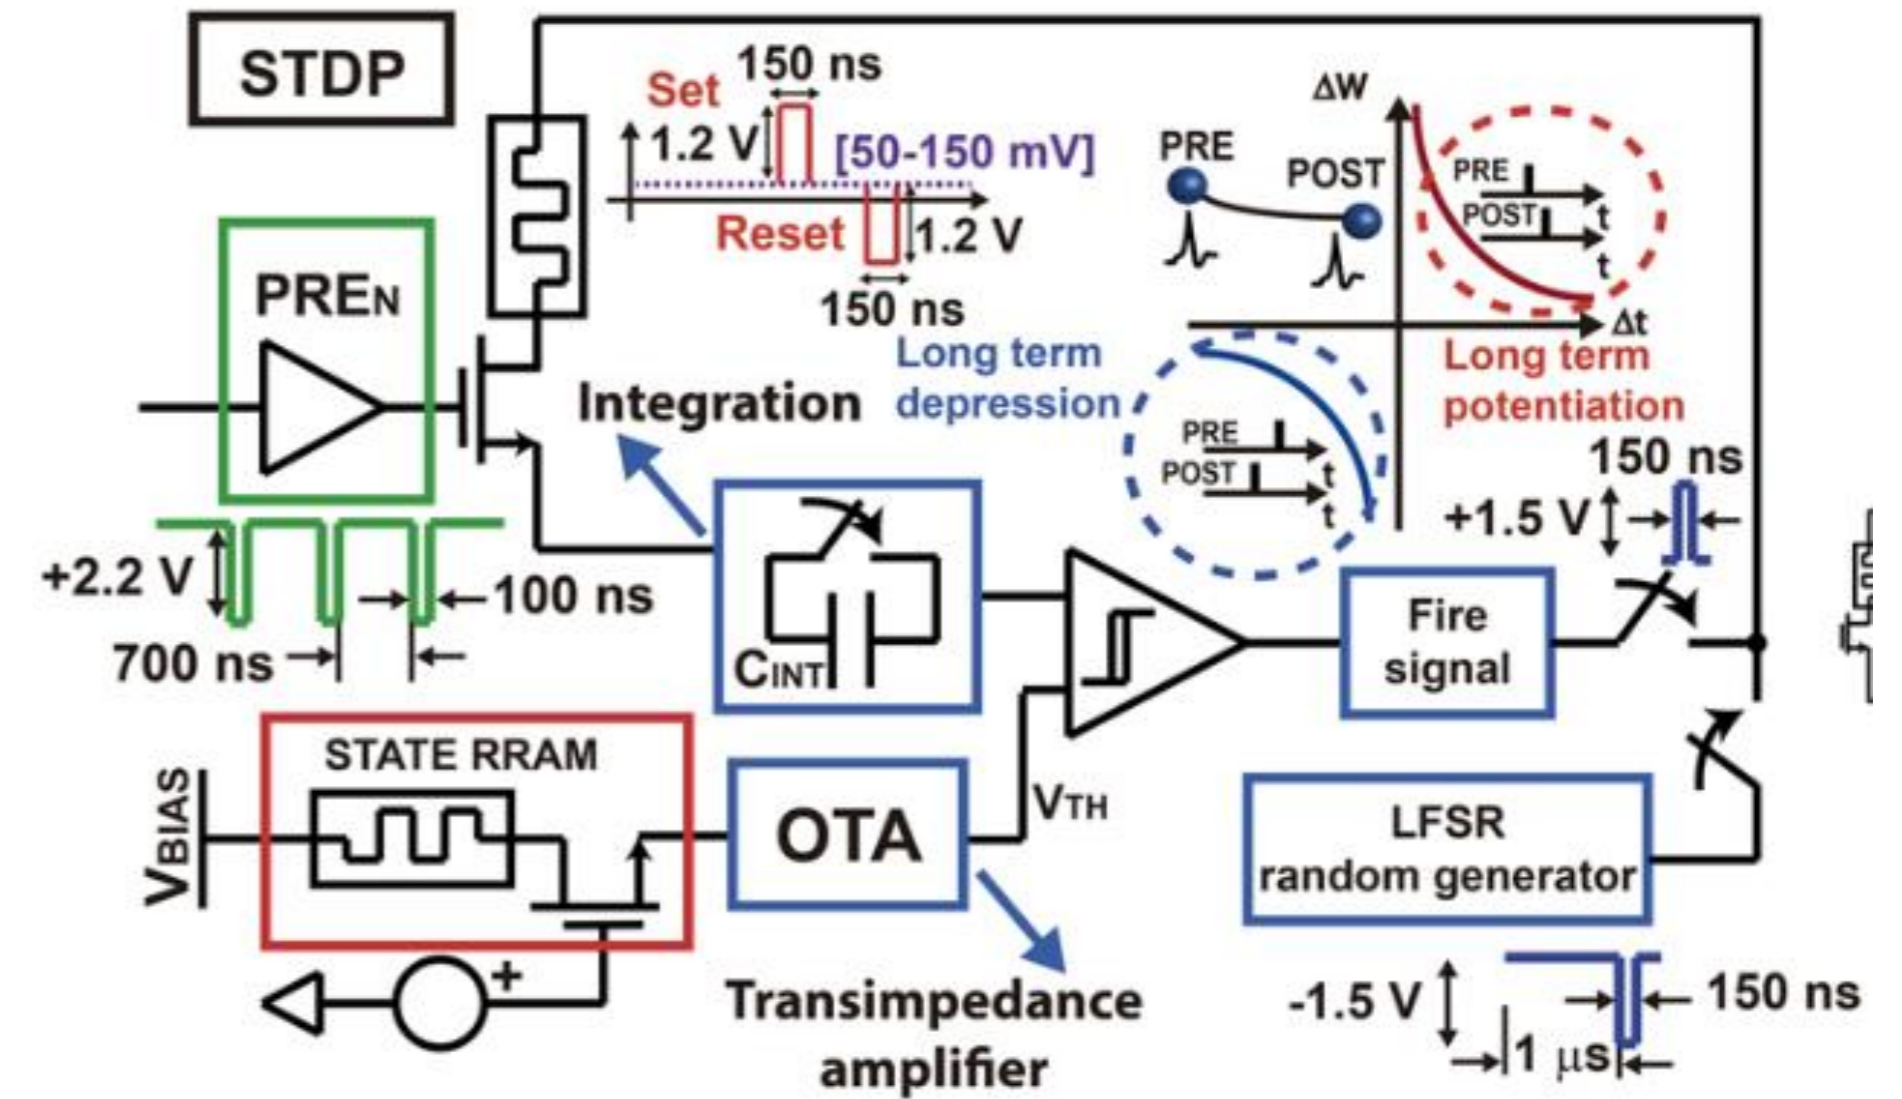 STDP
150 ns
Set
1.2 V
[50-150 mV]
Reset
1.2 V
150 ns
ΔW
PRE
POST
PRE
POST
t
t
Δt
Long term
potentiation
Long term
depression
PRE
POST
t
t
PREN
+2.2 V
100 ns
700 ns
Integration
CINT
150 ns
+1.5 V
Fire
signal
STATE RRAM
VBIAS
+
OTA
VTH
Transimpedance
amplifier
LFSR
random generator
-1.5 V
150 ns
1 μs